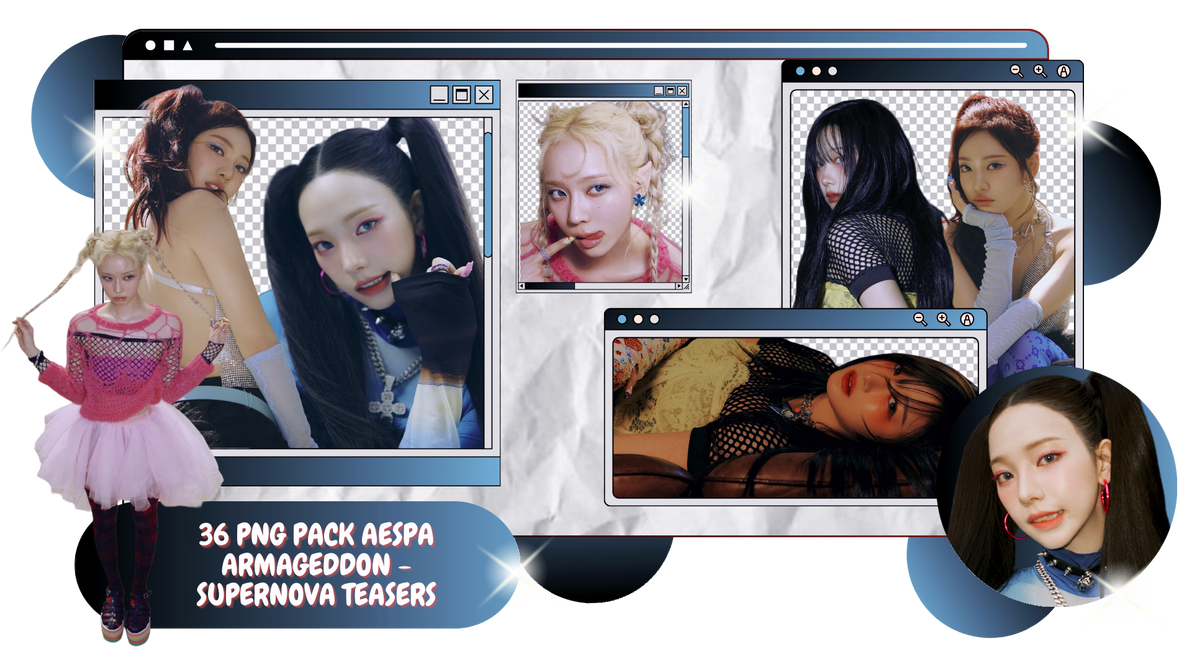 A
A
36 PNG PACK AESPA
ARMAGEDDON -
SUPERNOVA TEASERS